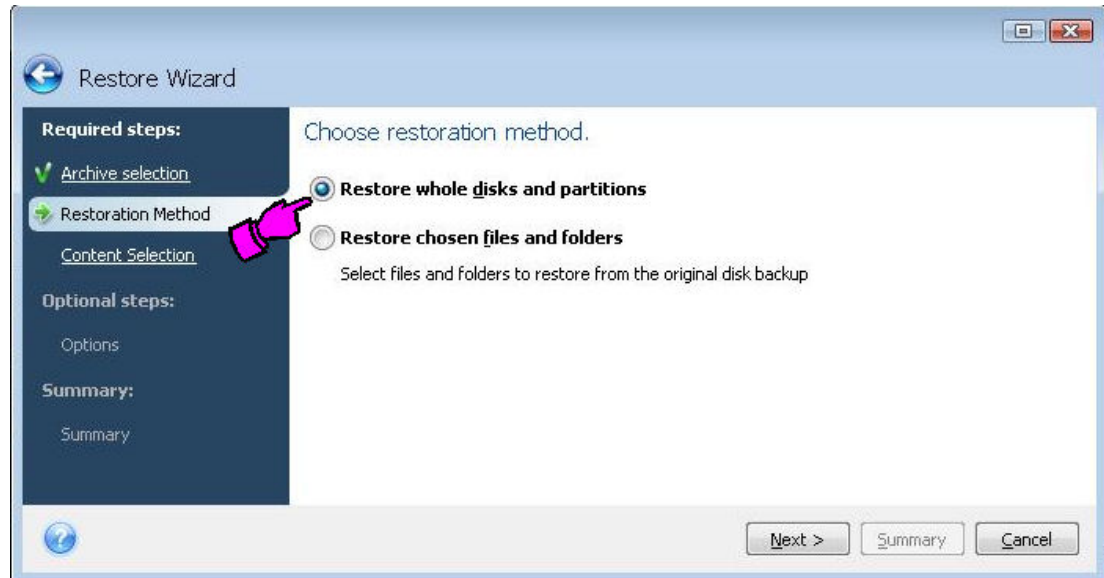 Restore Wizard
Required steps:
Archive selection
Restoration Method
Content Selection
Optional steps:
Options
Summary:
Summary
Choose restoration method.
Restore whole disks and partitions
Restore chosen files and folders
Select files and folders to restore from the original disk backup
Next >
Summary
Cancel